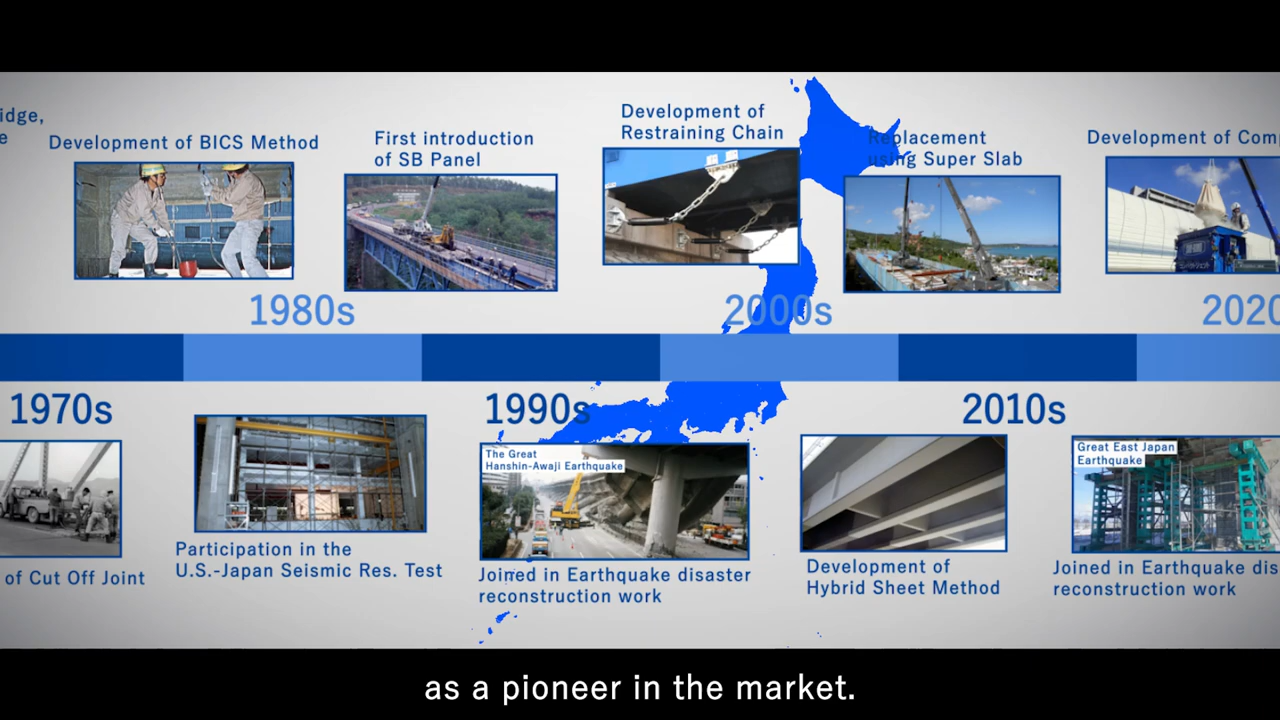 idge,
e
Development of BICS Method
First introduction
of SB Panel
Development of
Restraining Chain
Replacement
using Super Slab
Development of Com
1980s
2000s
2020
1970s
1990s
2010s
The Great
Hanshin-Awaji Earthquake
Great East Japan
Earthquake
of Cut Off Joint
Participation in the
U.S.-Japan Seismic Res. Test
Joined in Earthquake disaster
reconstruction work
Development of
Hybrid Sheet Method
Joined in Earthquake dis
reconstruction work
as a pioneer in the market.